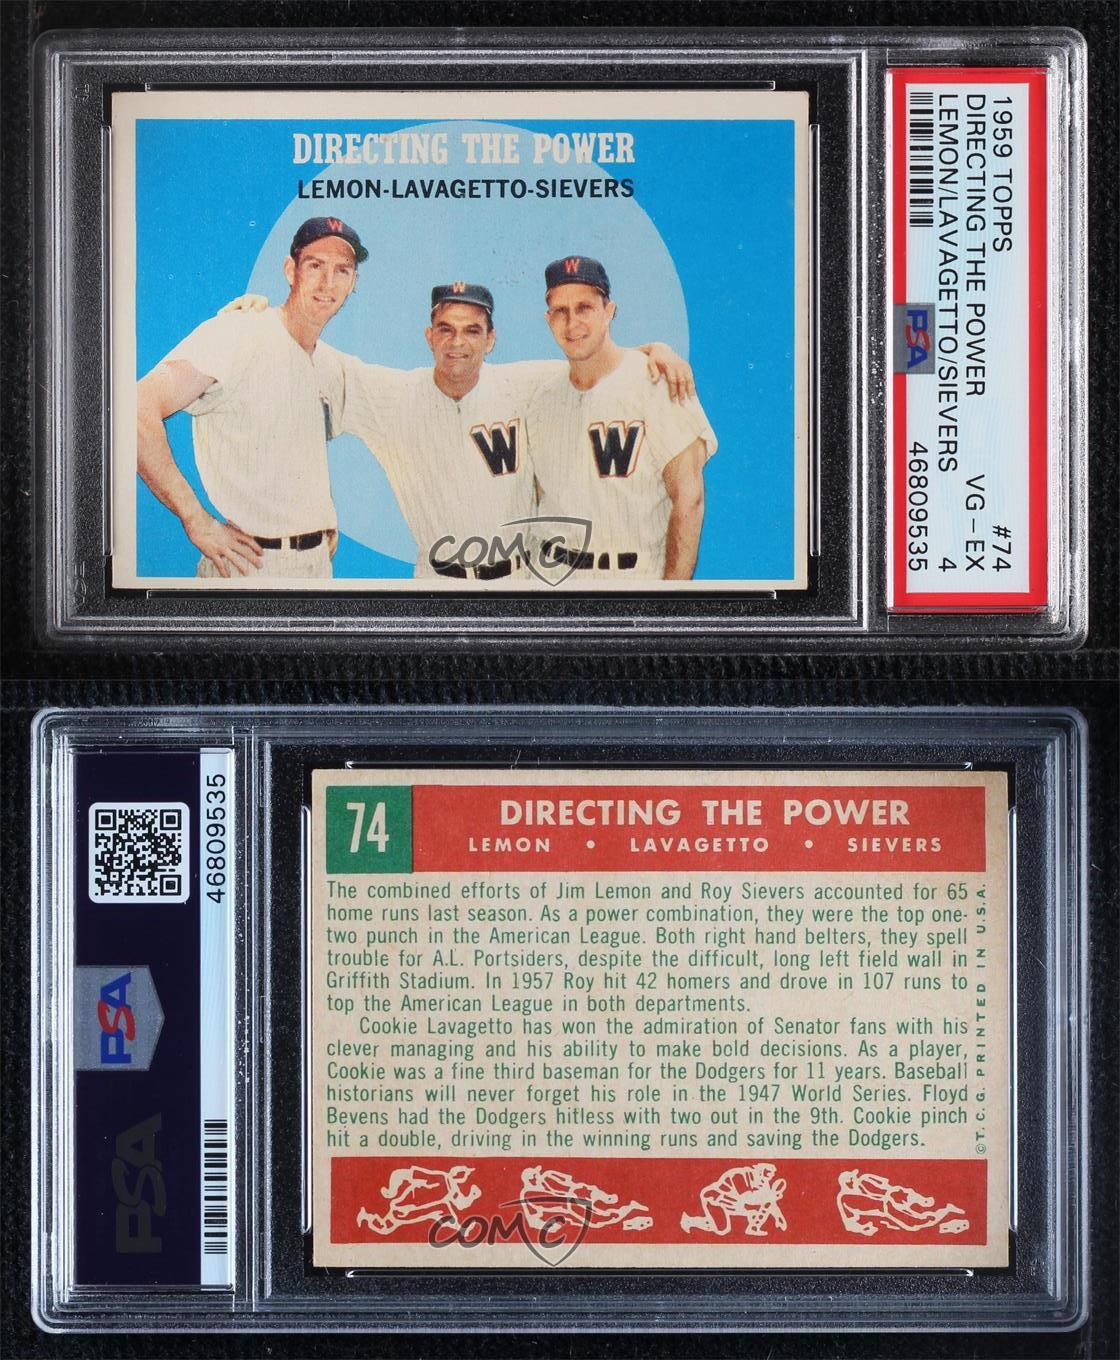 DIRECTING THE POWER
LEMON-LAVAGETTO-SIEVERS
W
W
W
W
W
COMC
1959 TOPPS #74
DIRECTING THE POWER VG-EX
LEMON/LAVAGETTO/SIEVERS 4
46809535
PSA
46809535
PSA
PSA
74
DIRECTING THE POWER
LEMON • LAVAGETTO • SIEVERS
The combined efforts of Jim Lemon and Roy Sievers accounted for 65
home runs last season. As a power combination, they were the top one-
two punch in the American League. Both right hand belters, they spell
trouble for A.L. Portsiders, despite the difficult, long left field wall in
Griffith Stadium. In 1957 Roy hit 42 homers and drove in 107 runs to
top the American League in both departments.
Cookie Lavagetto has won the admiration of Senator fans with his
clever managing and his ability to make bold decisions. As a player,
Cookie was a fine third baseman for the Dodgers for 11 years. Baseball
historians will never forget his role in the 1947 World Series. Floyd
Bevens had the Dodgers hitless with two out in the 9th. Cookie pinch
hit a double, driving in the winning runs and saving the Dodgers.
©T.C.G. PRINTED IN U.S.A.
COMC